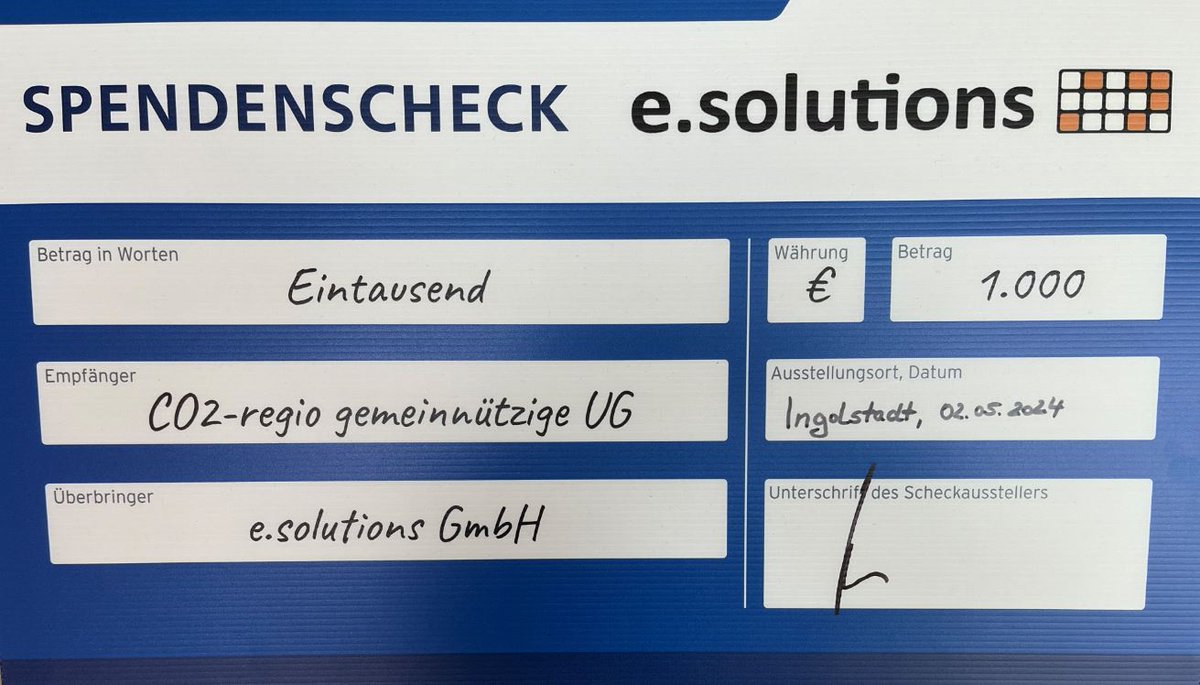 SPENDENSCHECK e.solutions
Betrag in Worten
Eintausend
Währung
€
Betrag
1.000
Empfänger
CO2-regio gemeinnützige UG
Ausstellungsort, Datum
Ingolstadt, 02.05.2024
Überbringer
e.solutions GmbH
Unterschrift des Scheckausstellers